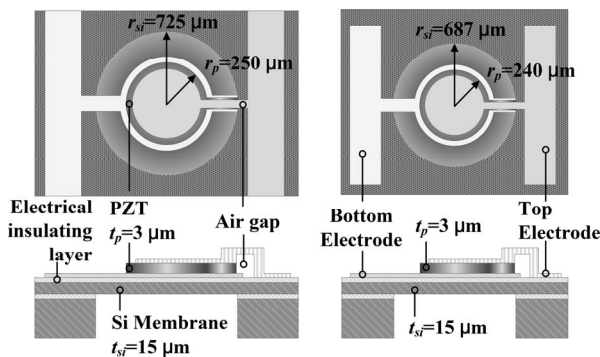 r_si=725 µm
r_p=250 µm
r_si=687 µm
r_p=240 µm
Electrical
insulating
layer
PZT
t_p=3 µm
Air gap
Si Membrane
t_si=15 µm
Bottom
Electrode
t_p=3 µm
Top
Electrode
t_si=15 µm